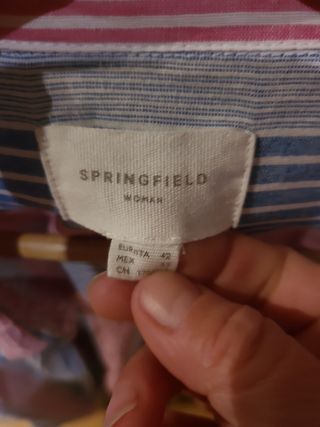 SPRINGFIELD
WOMAN
EUR/ITA 42
MEX
CN